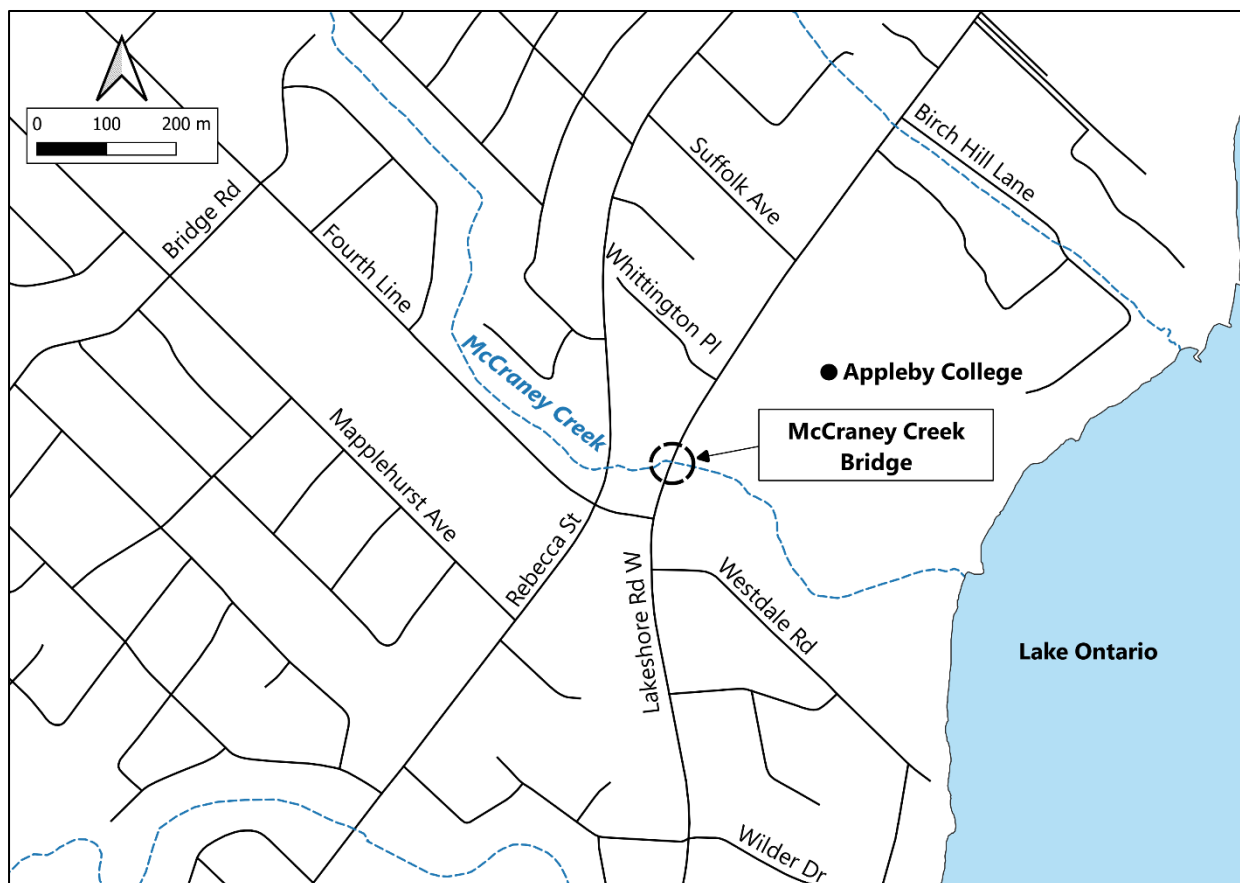 0 100 200 m
Birch Hill Lane
Suffolk Ave
Bridge Rd
Fourth Line
Whittington Pl
McCraney Creek
Appleby College
McCraney Creek
Bridge
Mapplehurst Ave
Rebecca St
Lakeshore Rd W
Westdale Rd
Lake Ontario
Wilder Dr